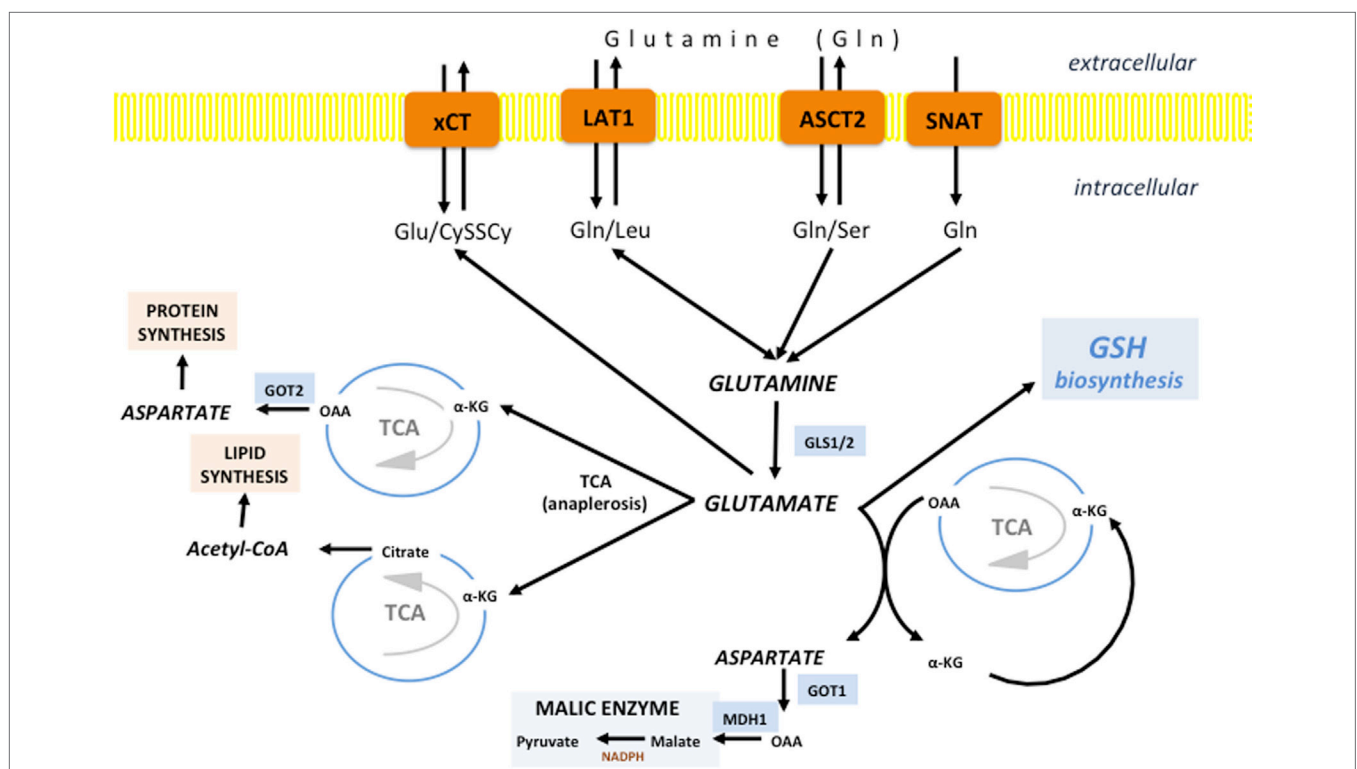 Glutamine (Gln)
extracellular
xCT
LAT1
ASCT2
SNAT
intracellular
Glu/CySSCy
Gln/Leu
Gln/Ser
Gln
PROTEIN
SYNTHESIS
GSH
biosynthesis
GLUTAMINE
GOT2
ASPARTATE
OAA
α-KG
TCA
GLS1/2
LIPID
SYNTHESIS
TCA
(anaplerosis)
GLUTAMATE
OAA
α-KG
TCA
Acetyl-CoA
Citrate
α-KG
TCA
ASPARTATE
α-KG
GOT1
MALIC ENZYME
MDH1
Pyruvate
Malate
OAA
NADPH